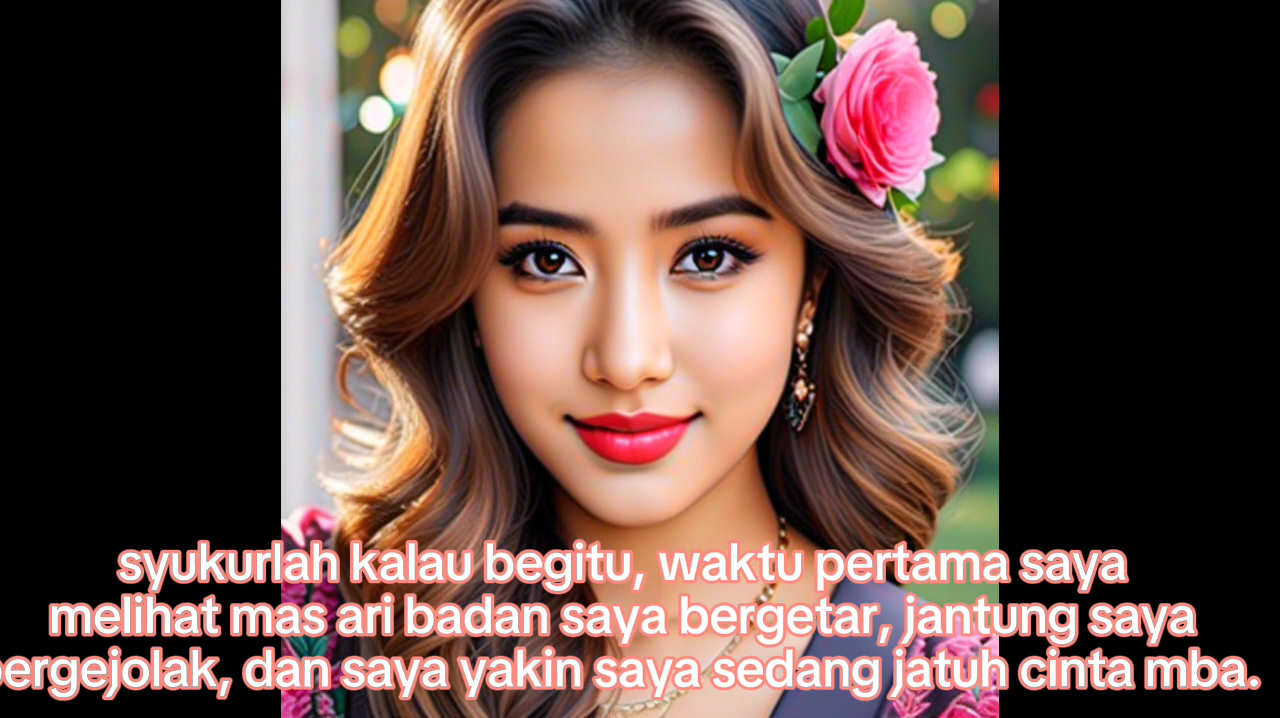 syukurlah kalau begitu, waktu pertama saya
melihat mas ari badan saya bergetar, jantung saya
bergejolak, dan saya yakin saya sedang jatuh cinta mba.